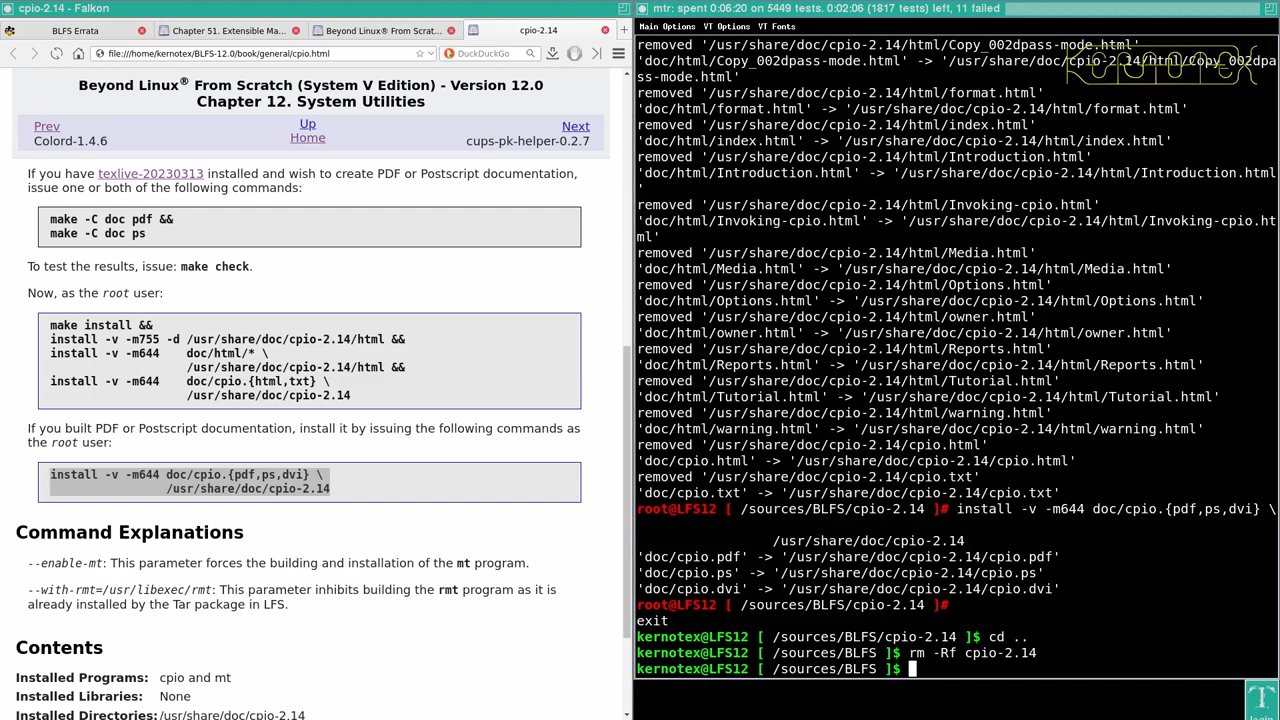 cpio-2.14 - Falkon
BLFS Errata
Chapter 51. Extensible Ma...
Beyond Linux® From Scrat...
cpio-2.14
file:///home/kernotex/BLFS-12.0/book/general/cpio.html
DuckDuckGo
Beyond Linux® From Scratch (System V Edition) - Version 12.0
Chapter 12. System Utilities
Prev
Up
Next
Colord-1.4.6
Home
cups-pk-helper-0.2.7
If you have texlive-20230313 installed and wish to create PDF or Postscript documentation,
issue one or both of the following commands:
make -C doc pdf &&
make -C doc ps
To test the results, issue: make check.
Now, as the root user:
make install &&
install -v -m755 -d /usr/share/doc/cpio-2.14/html &&
install -v -m644    doc/html/* \
/usr/share/doc/cpio-2.14/html &&
install -v -m644    doc/cpio.{html,txt} \
/usr/share/doc/cpio-2.14
If you built PDF or Postscript documentation, install it by issuing the following commands as
the root user:
install -v -m644 doc/cpio.{pdf,ps,dvi} \
/usr/share/doc/cpio-2.14
Command Explanations
--enable-mt: This parameter forces the building and installation of the mt program.
--with-rmt=/usr/libexec/rmt: This parameter inhibits building the rmt program as it is
already installed by the Tar package in LFS.
Contents
Installed Programs: cpio and mt
Installed Libraries: None
Installed Directories: /usr/share/doc/cpio-2.14
mtr: spent 0:06:20 on 5449 tests. 0:02:06 (1817 tests) left, 11 failed
Main Options  VT Options  VT Fonts
removed '/usr/share/doc/cpio-2.14/html/Copy_002dpass-mode.html'
'doc/html/Copy_002dpass-mode.html' -> '/usr/share/doc/cpio-2.14/html/Copy_002dpa
ss-mode.html'
removed '/usr/share/doc/cpio-2.14/html/format.html'
'doc/html/format.html' -> '/usr/share/doc/cpio-2.14/html/format.html'
removed '/usr/share/doc/cpio-2.14/html/index.html'
'doc/html/index.html' -> '/usr/share/doc/cpio-2.14/html/index.html'
removed '/usr/share/doc/cpio-2.14/html/Introduction.html'
'doc/html/Introduction.html' -> '/usr/share/doc/cpio-2.14/html/Introduction.html
'
removed '/usr/share/doc/cpio-2.14/html/Invoking-cpio.html'
'doc/html/Invoking-cpio.html' -> '/usr/share/doc/cpio-2.14/html/Invoking-cpio.ht
ml'
removed '/usr/share/doc/cpio-2.14/html/Media.html'
'doc/html/Media.html' -> '/usr/share/doc/cpio-2.14/html/Media.html'
removed '/usr/share/doc/cpio-2.14/html/Options.html'
'doc/html/Options.html' -> '/usr/share/doc/cpio-2.14/html/Options.html'
removed '/usr/share/doc/cpio-2.14/html/owner.html'
'doc/html/owner.html' -> '/usr/share/doc/cpio-2.14/html/owner.html'
removed '/usr/share/doc/cpio-2.14/html/Reports.html'
'doc/html/Reports.html' -> '/usr/share/doc/cpio-2.14/html/Reports.html'
removed '/usr/share/doc/cpio-2.14/html/Tutorial.html'
'doc/html/Tutorial.html' -> '/usr/share/doc/cpio-2.14/html/Tutorial.html'
removed '/usr/share/doc/cpio-2.14/html/warning.html'
'doc/html/warning.html' -> '/usr/share/doc/cpio-2.14/html/warning.html'
removed '/usr/share/doc/cpio-2.14/cpio.html'
'doc/cpio.html' -> '/usr/share/doc/cpio-2.14/cpio.html'
removed '/usr/share/doc/cpio-2.14/cpio.txt'
'doc/cpio.txt' -> '/usr/share/doc/cpio-2.14/cpio.txt'
root@LFS12 [ /sources/BLFS/cpio-2.14 ]# install -v -m644 doc/cpio.{pdf,ps,dvi} \
/usr/share/doc/cpio-2.14
'doc/cpio.pdf' -> '/usr/share/doc/cpio-2.14/cpio.pdf'
'doc/cpio.ps' -> '/usr/share/doc/cpio-2.14/cpio.ps'
'doc/cpio.dvi' -> '/usr/share/doc/cpio-2.14/cpio.dvi'
root@LFS12 [ /sources/BLFS/cpio-2.14 ]#
exit
kernotex@LFS12 [ /sources/BLFS/cpio-2.14 ]$ cd ..
kernotex@LFS12 [ /sources/BLFS ]$ rm -Rf cpio-2.14
kernotex@LFS12 [ /sources/BLFS ]$
login